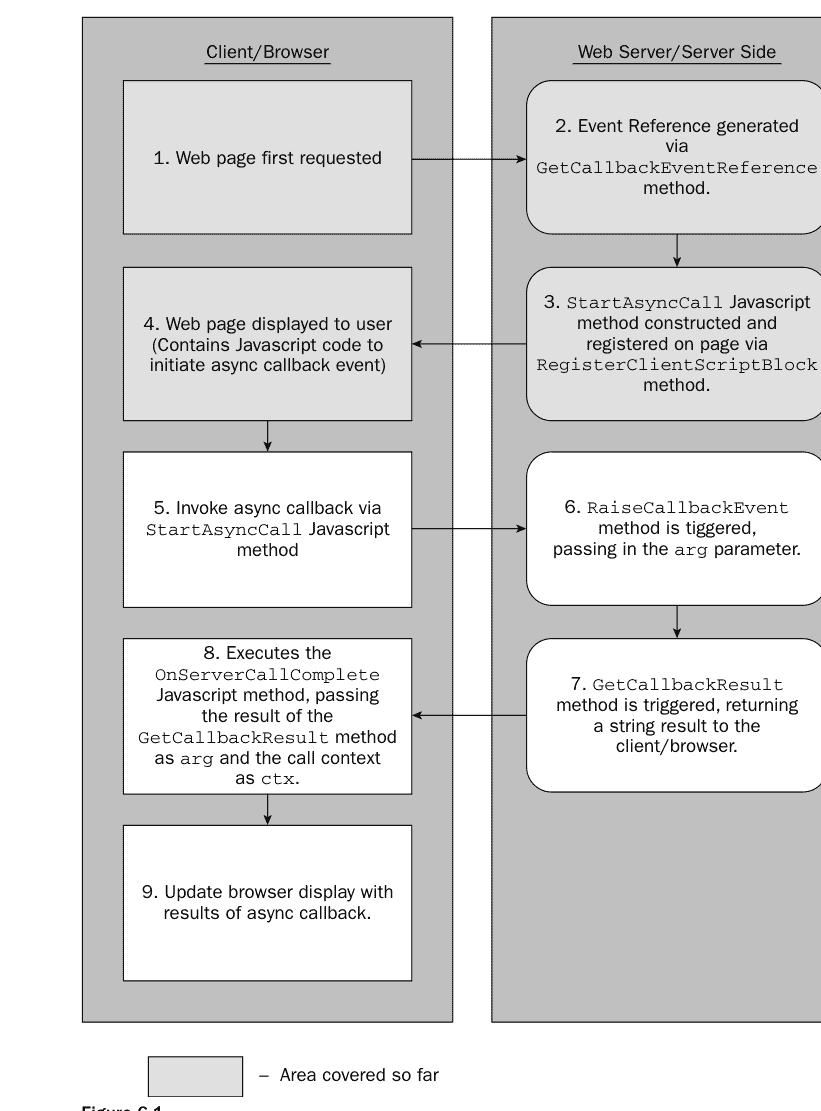 Client/Browser
Web Server/Server Side
1. Web page first requested
2. Event Reference generated
via
GetCallbackEventReference
method.
3. StartAsyncCall Javascript
method constructed and
registered on page via
RegisterClientScriptBlock
method.
4. Web page displayed to user
(Contains Javascript code to
initiate async callback event)
5. Invoke async callback via
StartAsyncCall Javascript
method
6. RaiseCallbackEvent
method is tiggered,
passing in the arg parameter.
7. GetCallbackResult
method is triggered, returning
a string result to the
client/browser.
8. Executes the
OnServerCallComplete
Javascript method, passing
the result of the
GetCallbackResult method
as arg and the call context
as ctx.
9. Update browser display with
results of async callback.
– Area covered so far
Figure 6-1